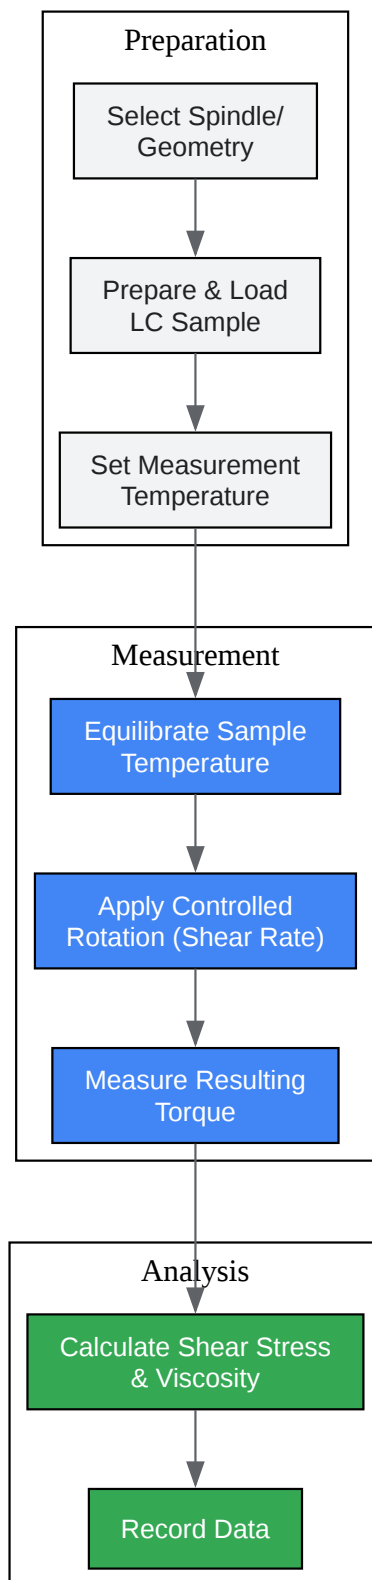 Preparation
Select Spindle/
Geometry
Prepare & Load
LC Sample
Set Measurement
Temperature
Measurement
Equilibrate Sample
Temperature
Apply Controlled
Rotation (Shear Rate)
Measure Resulting
Torque
Analysis
Calculate Shear Stress
& Viscosity
Record Data